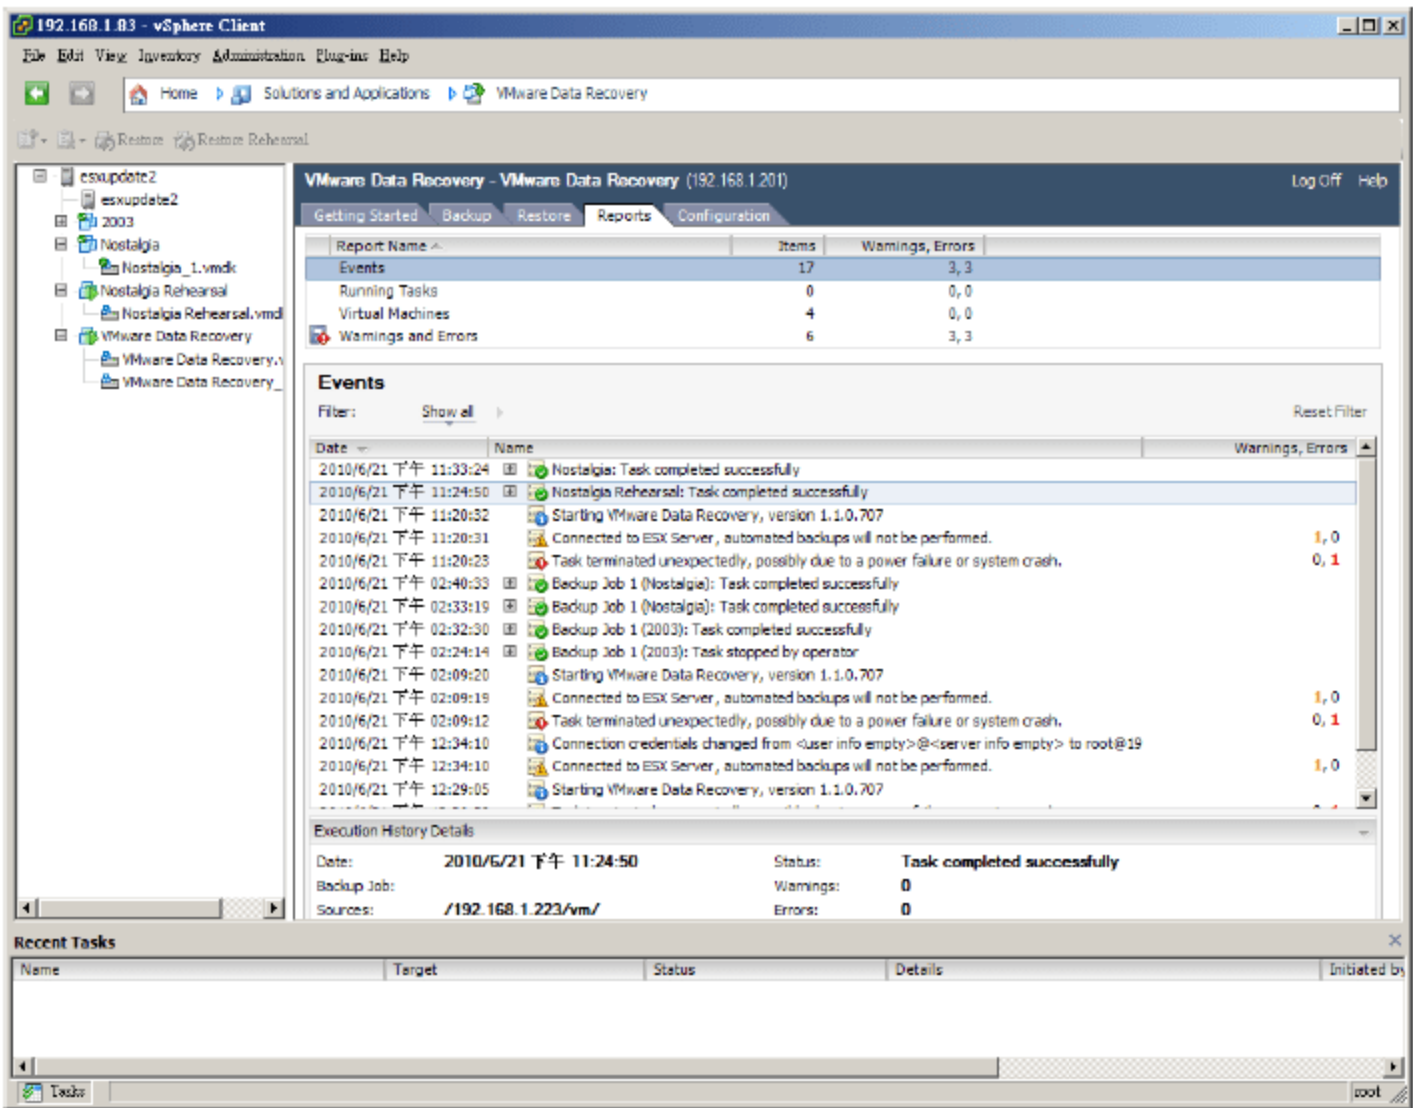 192.168.1.83 - vSphere Client
File Edit View Inventory Administration Plug-ins Help
Home Solutions and Applications VMware Data Recovery
Restore Restore Rehearsal
esxupdate2
esxupdate2
2003
Nostalgia
Nostalgia_1.vmdk
Nostalgia Rehearsal
Nostalgia Rehearsal.vmd
VMware Data Recovery
VMware Data Recovery.v
VMware Data Recovery_
VMware Data Recovery - VMware Data Recovery (192.168.1.201) Log Off Help
Getting Started Backup Restore Reports Configuration
Report Name Items Warnings, Errors
Events 17 3, 3
Running Tasks 0 0, 0
Virtual Machines 4 0, 0
Warnings and Errors 6 3, 3
Events
Filter: Show all Reset Filter
Date Name Warnings, Errors
2010/6/21 下午 11:33:24 Nostalgia: Task completed successfully
2010/6/21 下午 11:24:50 Nostalgia Rehearsal: Task completed successfully
2010/6/21 下午 11:20:32 Starting VMware Data Recovery, version 1.1.0.707
2010/6/21 下午 11:20:31 Connected to ESX Server, automated backups will not be performed. 1, 0
2010/6/21 下午 11:20:23 Task terminated unexpectedly, possibly due to a power failure or system crash. 0, 1
2010/6/21 下午 02:40:33 Backup Job 1 (Nostalgia): Task completed successfully
2010/6/21 下午 02:33:19 Backup Job 1 (Nostalgia): Task completed successfully
2010/6/21 下午 02:32:30 Backup Job 1 (2003): Task completed successfully
2010/6/21 下午 02:24:14 Backup Job 1 (2003): Task stopped by operator
2010/6/21 下午 02:09:20 Starting VMware Data Recovery, version 1.1.0.707
2010/6/21 下午 02:09:19 Connected to ESX Server, automated backups will not be performed. 1, 0
2010/6/21 下午 02:09:12 Task terminated unexpectedly, possibly due to a power failure or system crash. 0, 1
2010/6/21 下午 12:34:10 Connection credentials changed from <user info empty>@<server info empty> to root@19
2010/6/21 下午 12:34:10 Connected to ESX Server, automated backups will not be performed. 1, 0
2010/6/21 下午 12:29:05 Starting VMware Data Recovery, version 1.1.0.707
Execution History Details
Date: 2010/6/21 下午 11:24:50 Status: Task completed successfully
Backup Job: Warnings: 0
Sources: /192.168.1.223/vm/ Errors: 0
Recent Tasks
Name Target Status Details Initiated by
Tasks root